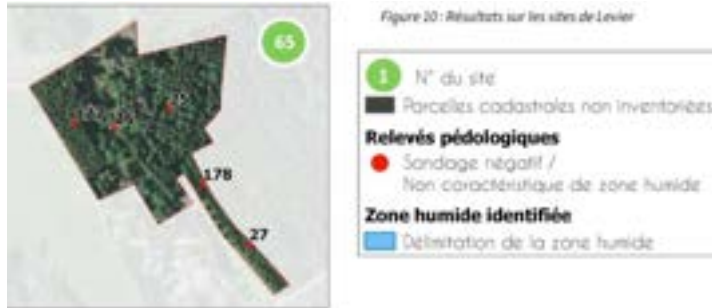 Figure 10 : Résultats sur les sites de Levier
65
178
27
1 N° du site
Parcelles cadastrales non inventoriées
Relevés pédologiques
Sondage négatif /
Non caractéristique de zone humide
Zone humide identifiée
Délimitation de la zone humide